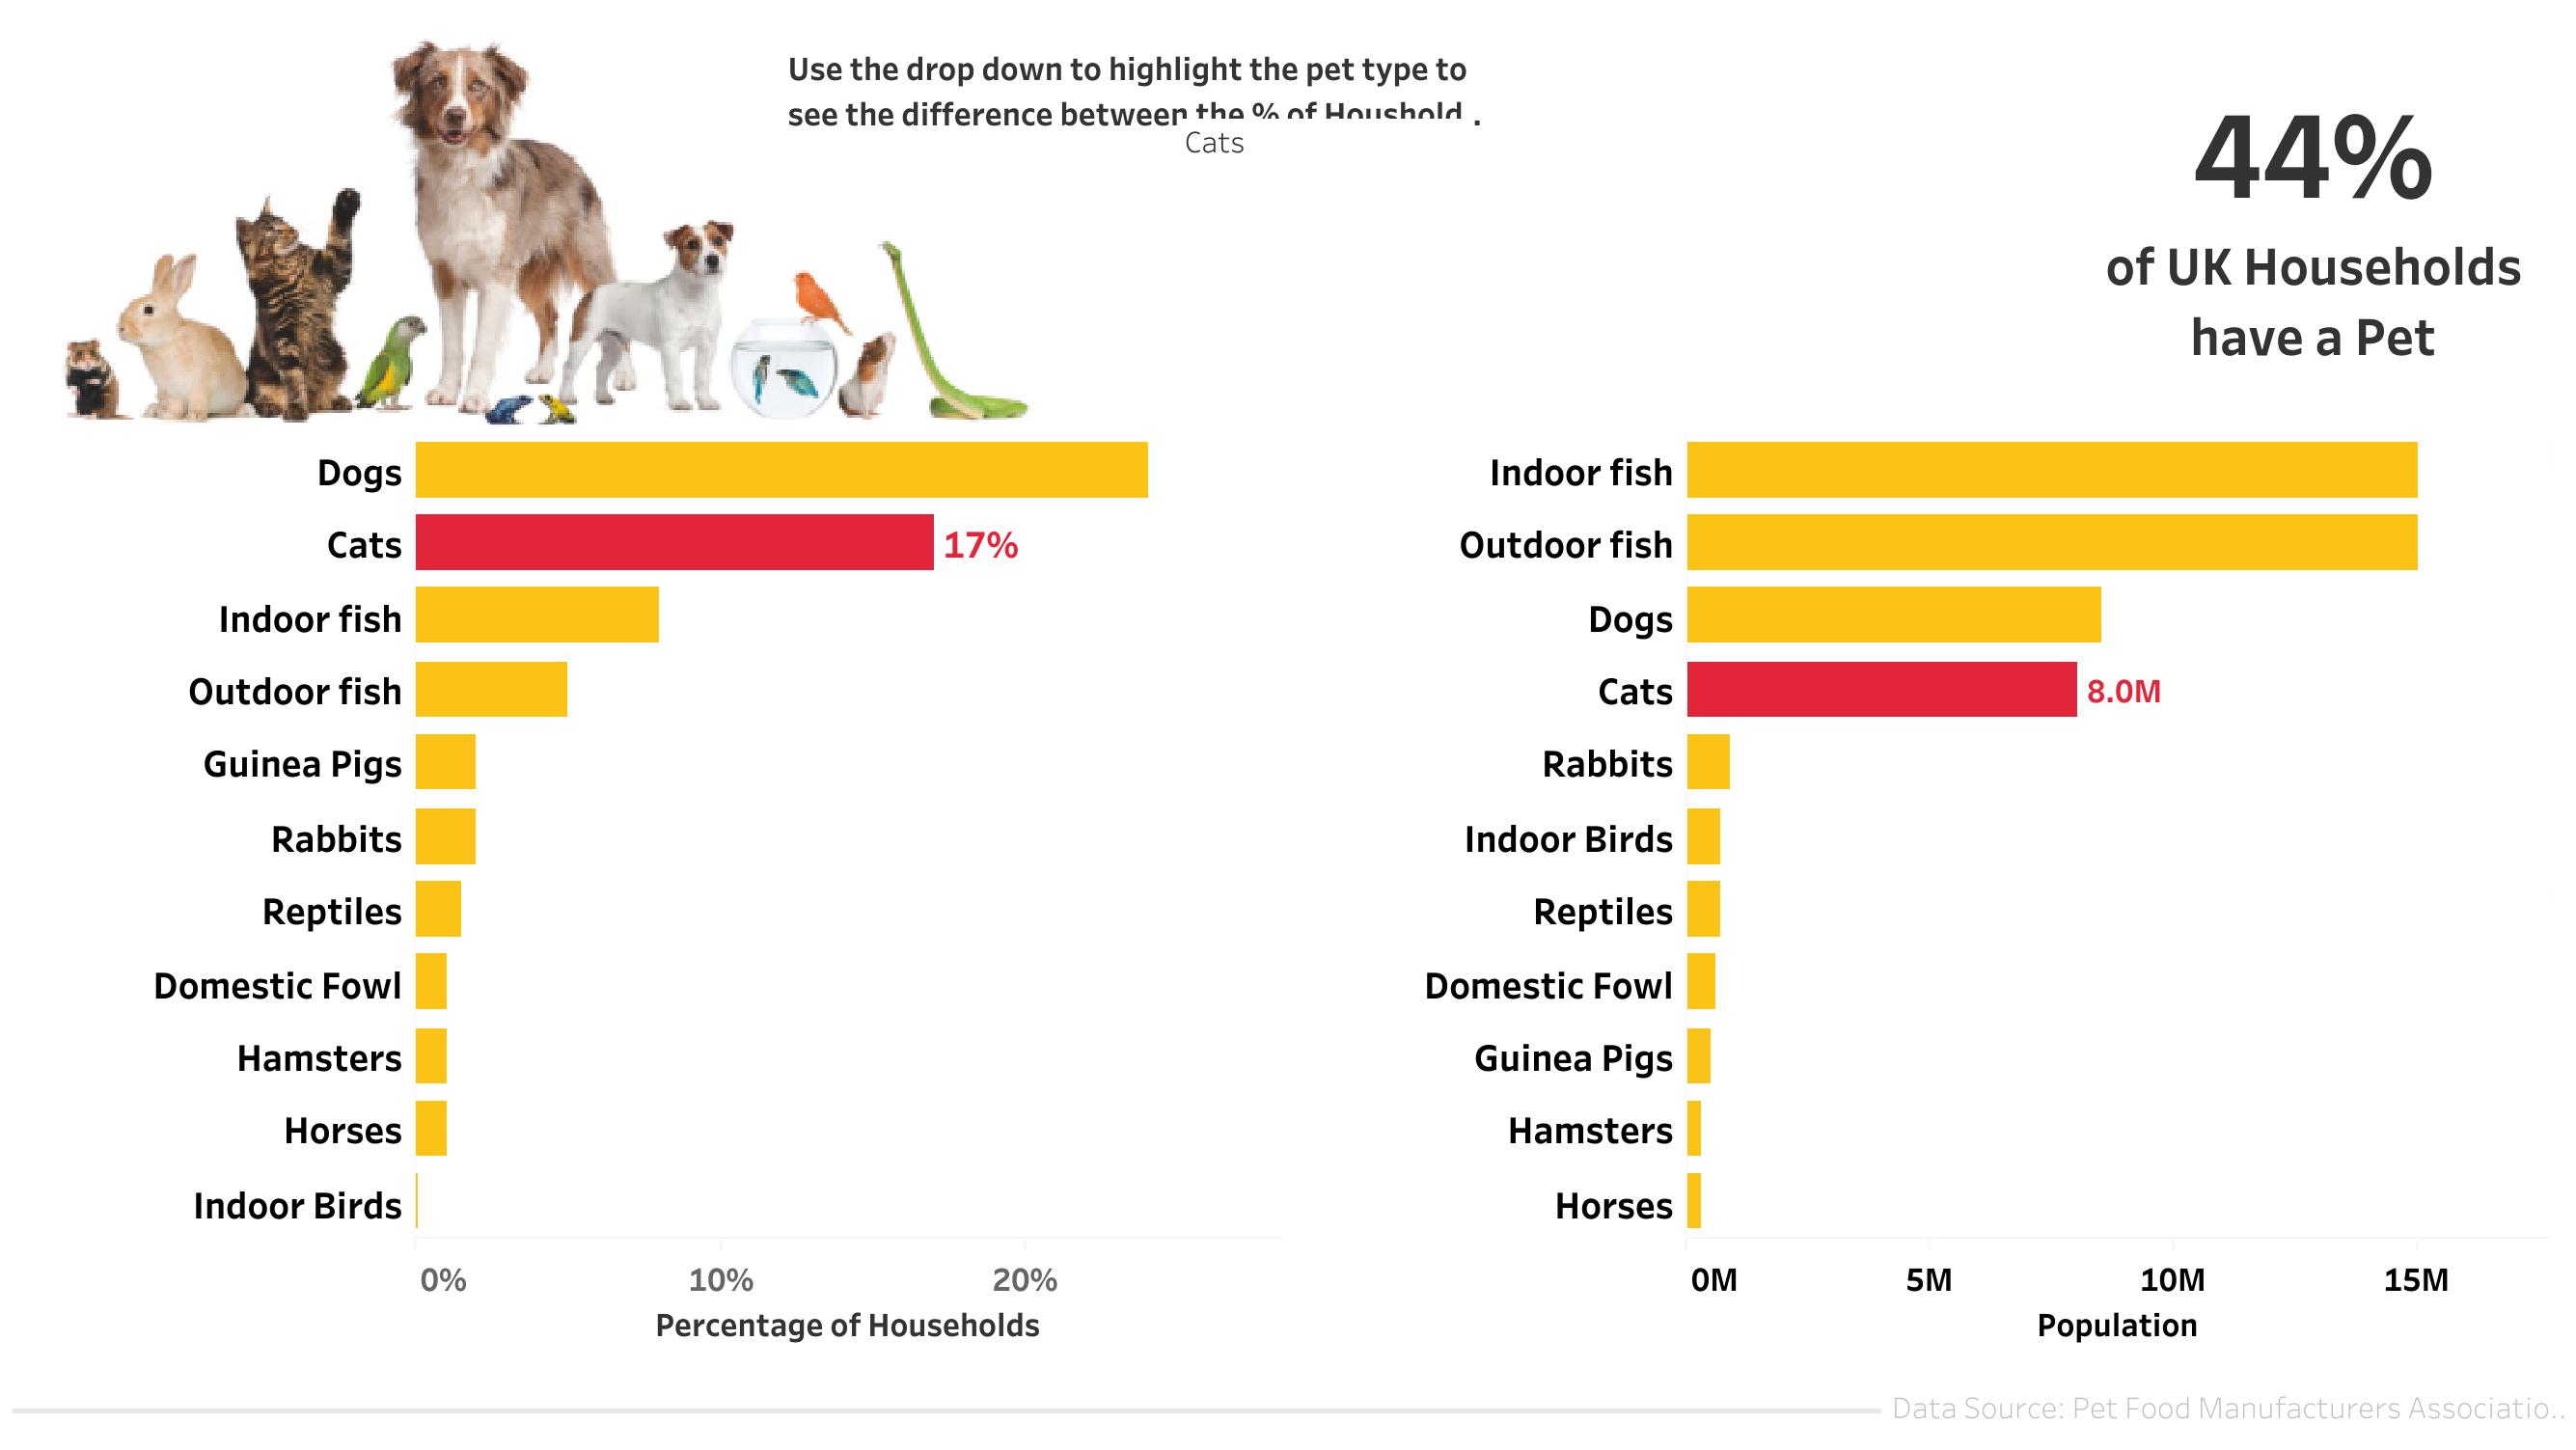 Use the drop down to highlight the pet type to
see the difference between the % of Houshold .
Cats
44%
of UK Households
have a Pet
Dogs
Cats 17%
Indoor fish
Outdoor fish
Guinea Pigs
Rabbits
Reptiles
Domestic Fowl
Hamsters
Horses
Indoor Birds
0% 10% 20%
Percentage of Households
Indoor fish
Outdoor fish
Dogs
Cats 8.0M
Rabbits
Indoor Birds
Reptiles
Domestic Fowl
Guinea Pigs
Hamsters
Horses
0M 5M 10M 15M
Population
Data Source: Pet Food Manufacturers Associatio..